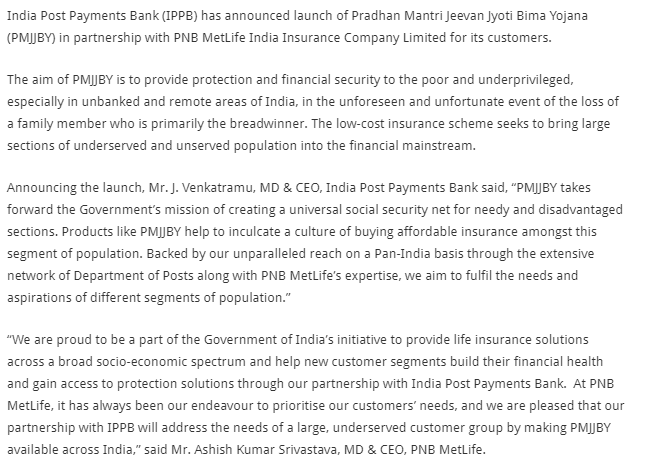 India Post Payments Bank (IPPB) has announced launch of Pradhan Mantri Jeevan Jyoti Bima Yojana
(PMJJBY) in partnership with PNB MetLife India Insurance Company Limited for its customers.
The aim of PMJJBY is to provide protection and financial security to the poor and underprivileged,
especially in unbanked and remote areas of India, in the unforeseen and unfortunate event of the loss of
a family member who is primarily the breadwinner. The low-cost insurance scheme seeks to bring large
sections of underserved and unserved population into the financial mainstream.
Announcing the launch, Mr. J. Venkatramu, MD & CEO, India Post Payments Bank said, “PMJJBY takes
forward the Government’s mission of creating a universal social security net for needy and disadvantaged
sections. Products like PMJJBY help to inculcate a culture of buying affordable insurance amongst this
segment of population. Backed by our unparalleled reach on a Pan-India basis through the extensive
network of Department of Posts along with PNB MetLife’s expertise, we aim to fulfil the needs and
aspirations of different segments of population.”
“We are proud to be a part of the Government of India’s initiative to provide life insurance solutions
across a broad socio-economic spectrum and help new customer segments build their financial health
and gain access to protection solutions through our partnership with India Post Payments Bank.  At PNB
MetLife, it has always been our endeavour to prioritise our customers’ needs, and we are pleased that our
partnership with IPPB will address the needs of a large, underserved customer group by making PMJJBY
available across India,” said Mr. Ashish Kumar Srivastava, MD & CEO, PNB MetLife.